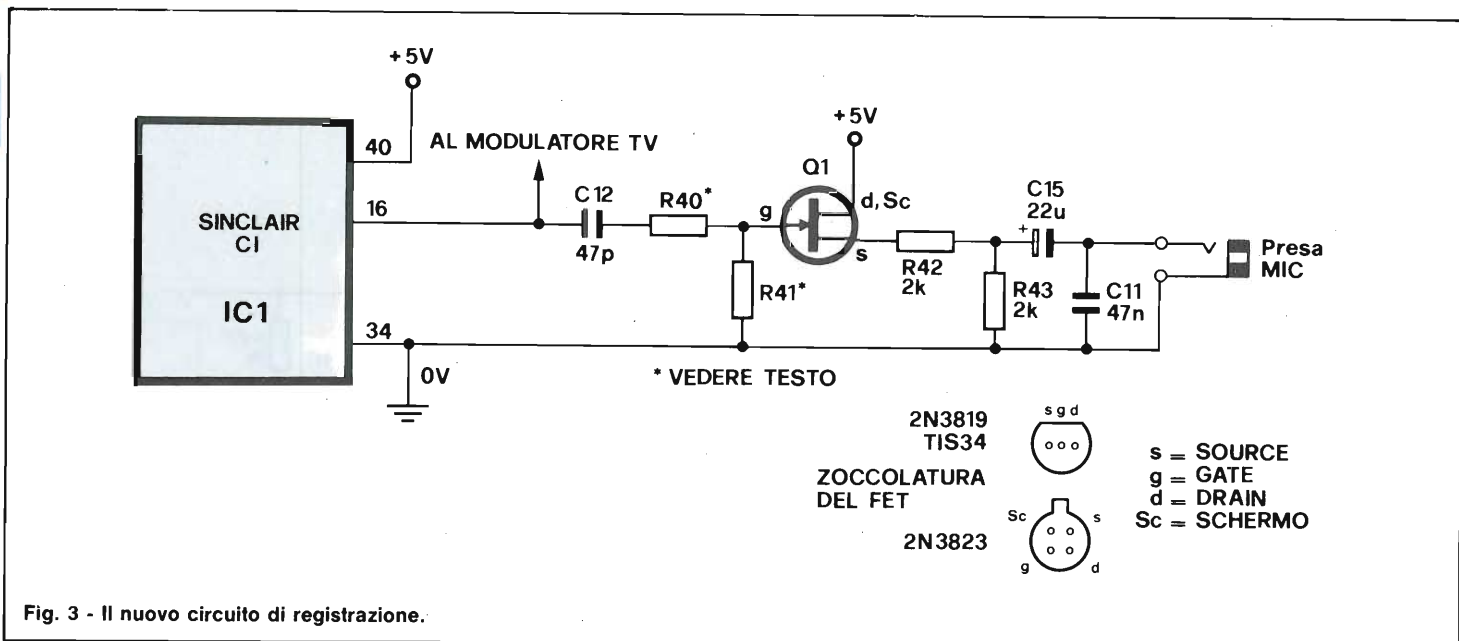 +5V
40
AL MODULATORE TV
16
SINCLAIR
CI
IC1
34
0V
C12
47p
R40*
R41*
g
Q1
+5V
d, Sc
s
R42
2k
R43
2k
C15
22u
+
C11
47n
Presa
MIC
* VEDERE TESTO
2N3819
TIS34
s g d
ZOCCOLATURA
DEL FET
2N3823
Sc
s
g
d
s = SOURCE
g = GATE
d = DRAIN
Sc = SCHERMO
Fig. 3 - Il nuovo circuito di registrazione.